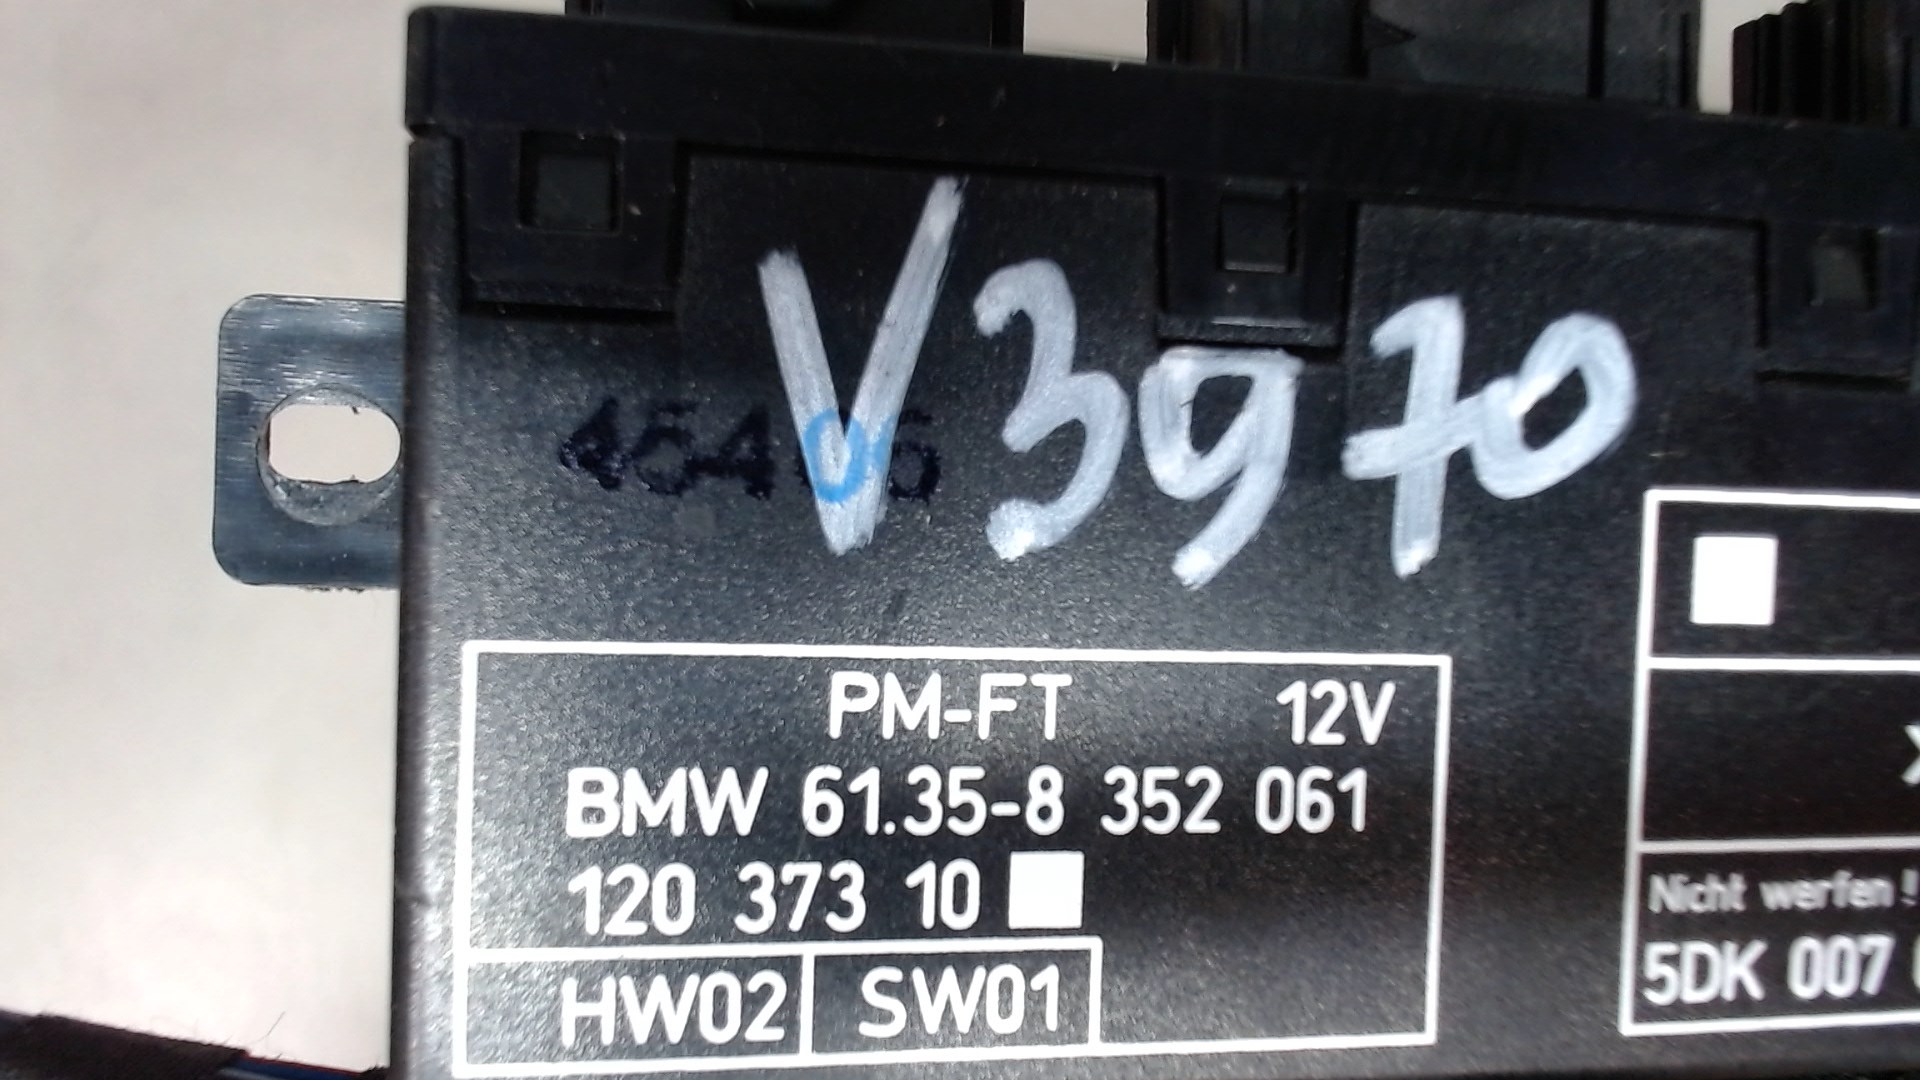 V3970
PM-FT 12V
BMW 61.35-8 352 061
120 373 10
HW02 SW01
Nicht werfen !
5DK 007